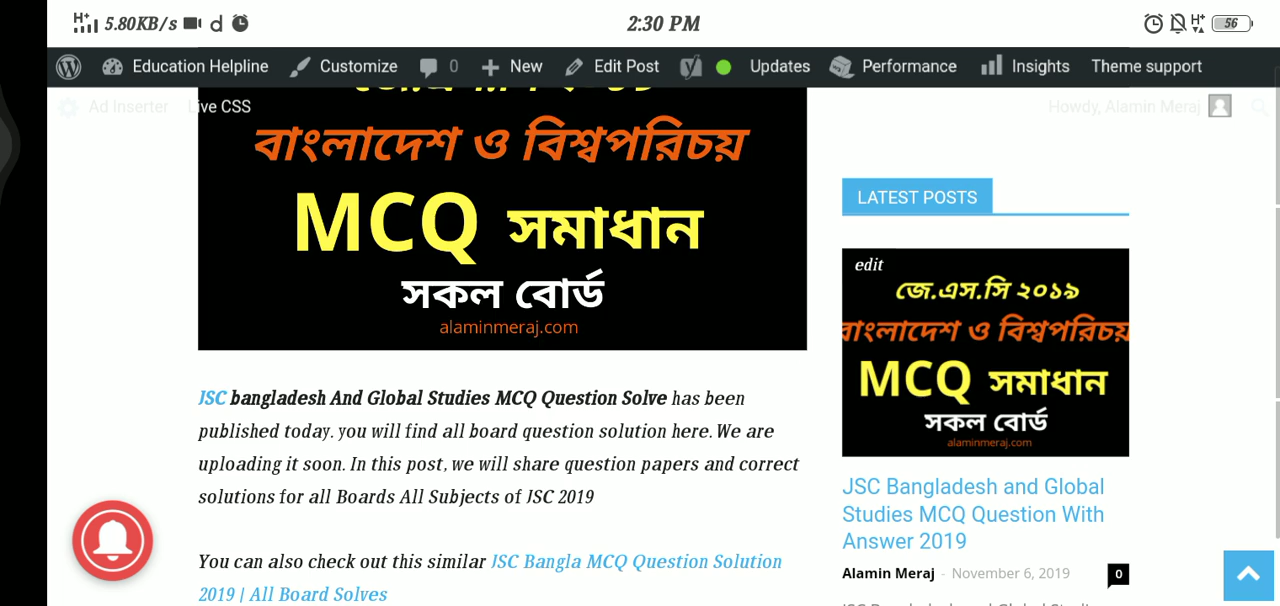 H+ 5.80KB/s d 2:30 PM H+ 56
Education Helpline Customize 0 New Edit Post Updates Performance Insights Theme support
Ad Inserter Live CSS Howdy, Alamin Meraj
বাংলাদেশ ও বিশ্বপরিচয়
MCQ সমাধান
সকল বোর্ড
alaminmeraj.com
JSC bangladesh And Global Studies MCQ Question Solve has been
published today. you will find all board question solution here. We are
uploading it soon. In this post, we will share question papers and correct
solutions for all Boards All Subjects of JSC 2019
You can also check out this similar JSC Bangla MCQ Question Solution
2019 | All Board Solves
LATEST POSTS
edit
জে.এস.সি ২০১৯
বাংলাদেশ ও বিশ্বপরিচয়
MCQ সমাধান
সকল বোর্ড
alaminmeraj.com
JSC Bangladesh and Global
Studies MCQ Question With
Answer 2019
Alamin Meraj - November 6, 2019 0